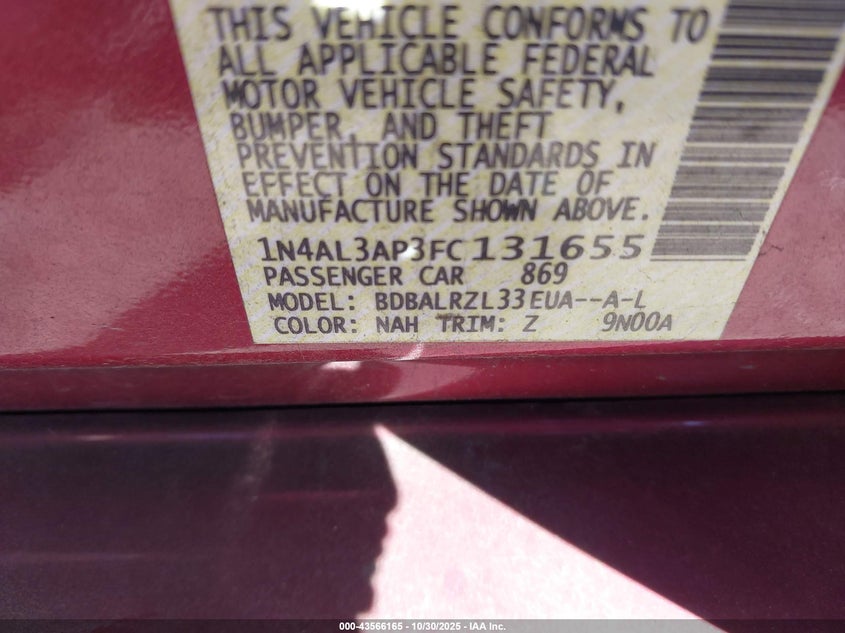 THIS VEHICLE CONFORMS TO
ALL APPLICABLE FEDERAL
MOTOR VEHICLE SAFETY,
BUMPER, AND THEFT
PREVENTION STANDARDS IN
EFFECT ON THE DATE OF
MANUFACTURE SHOWN ABOVE.
1N4AL3AP3FC131655
PASSENGER CAR 869
MODEL: BDBALRZL33EUA--A-L
COLOR: NAH TRIM: Z 9N00A
000-43566165 - 10/30/2025 - IAA Inc.